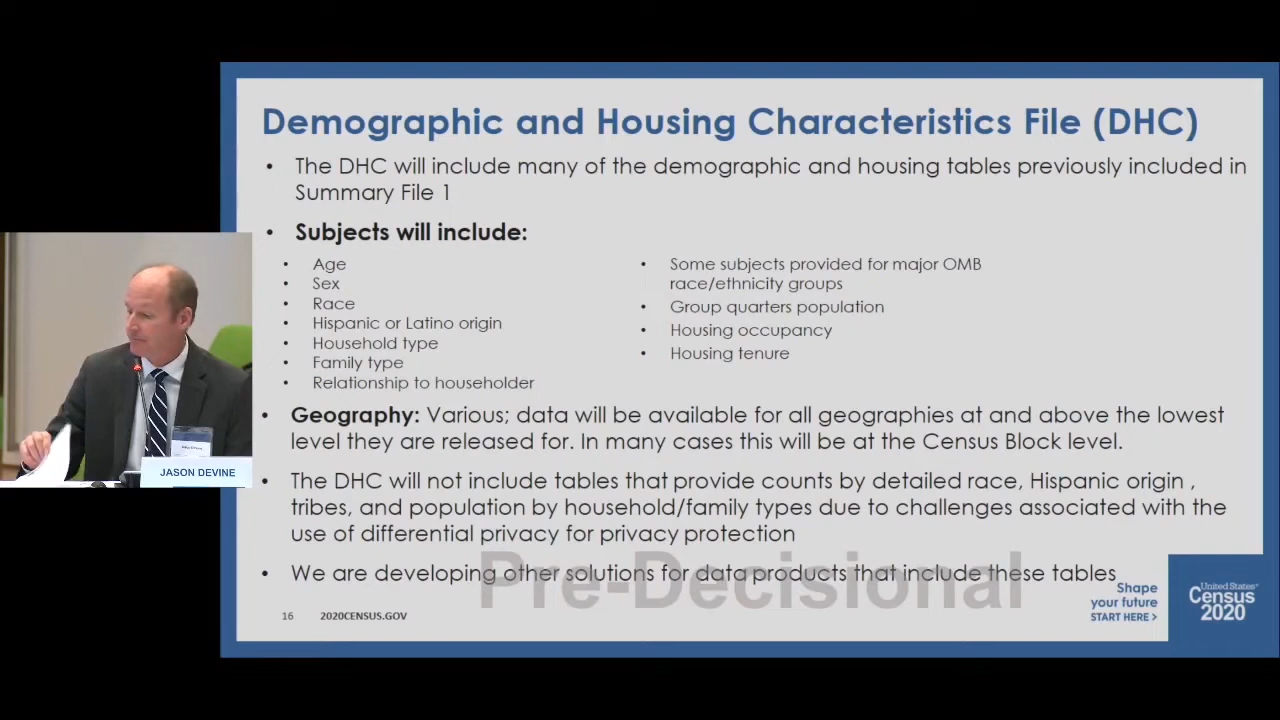 Demographic and Housing Characteristics File (DHC)
• The DHC will include many of the demographic and housing tables previously included in
Summary File 1
• Subjects will include:
• Age
• Sex
• Race
• Hispanic or Latino origin
• Household type
• Family type
• Relationship to householder
• Some subjects provided for major OMB
race/ethnicity groups
• Group quarters population
• Housing occupancy
• Housing tenure
• Geography: Various; data will be available for all geographies at and above the lowest
level they are released for. In many cases this will be at the Census Block level.
• The DHC will not include tables that provide counts by detailed race, Hispanic origin ,
tribes, and population by household/family types due to challenges associated with the
use of differential privacy for privacy protection
• We are developing other solutions for data products that include these tables
Pre-Decisional
16 2020CENSUS.GOV
Shape
your future
START HERE >
United States®
Census
2020
JASON DEVINE